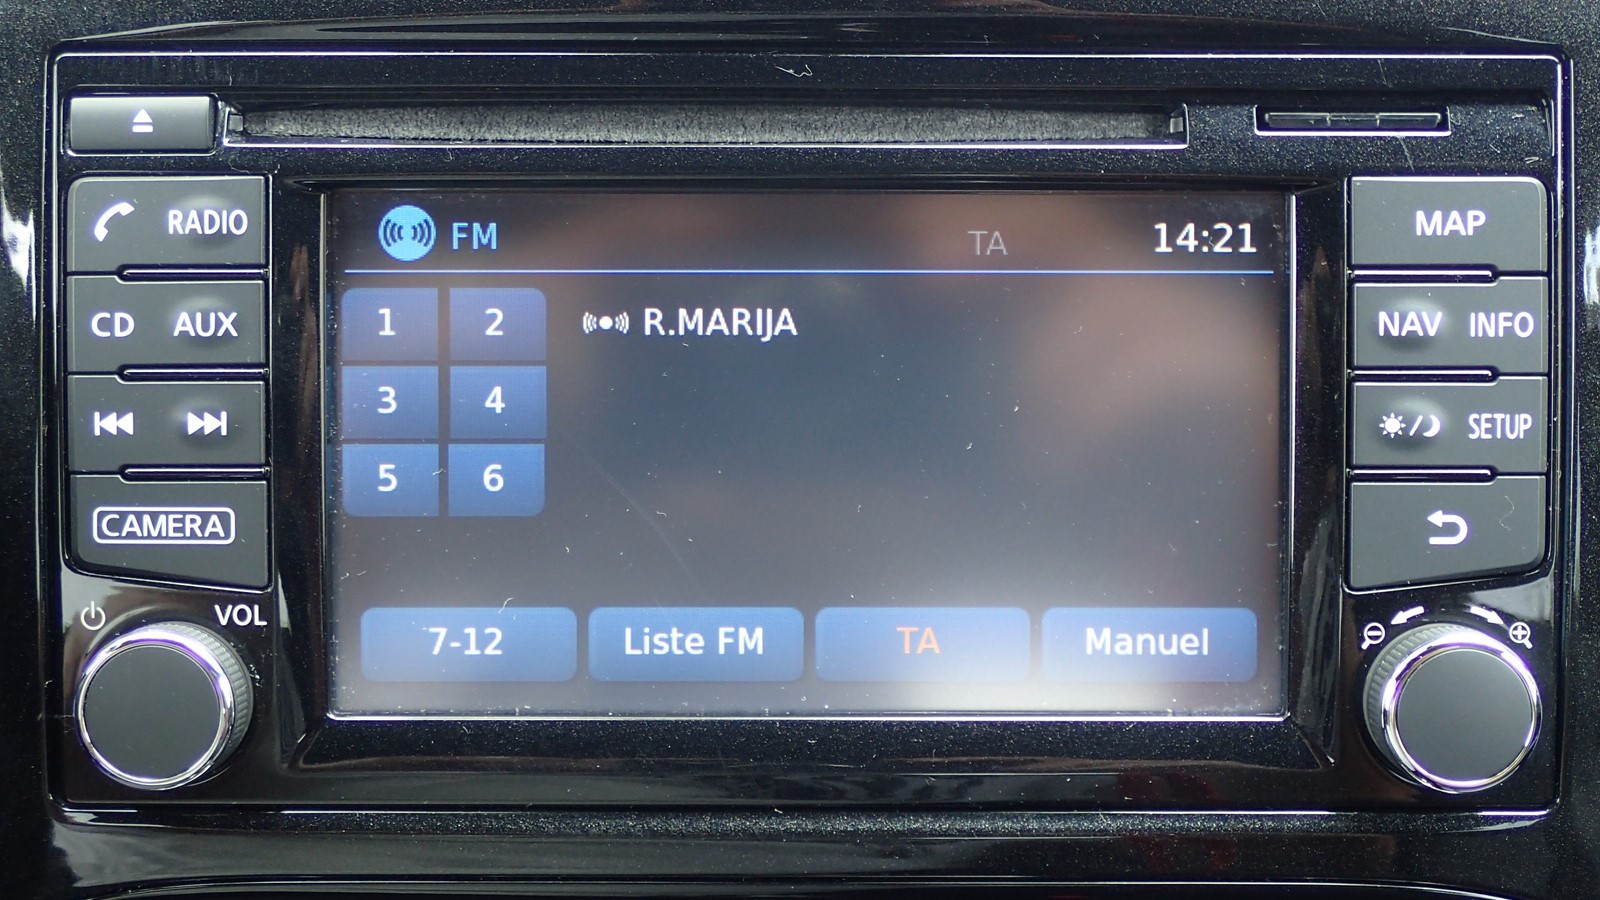 RADIO
CD AUX
CAMERA
VOL
FM TA 14:21
1 2 R.MARIJA
3 4
5 6
7-12 Liste FM TA Manuel
MAP
NAV INFO
SETUP